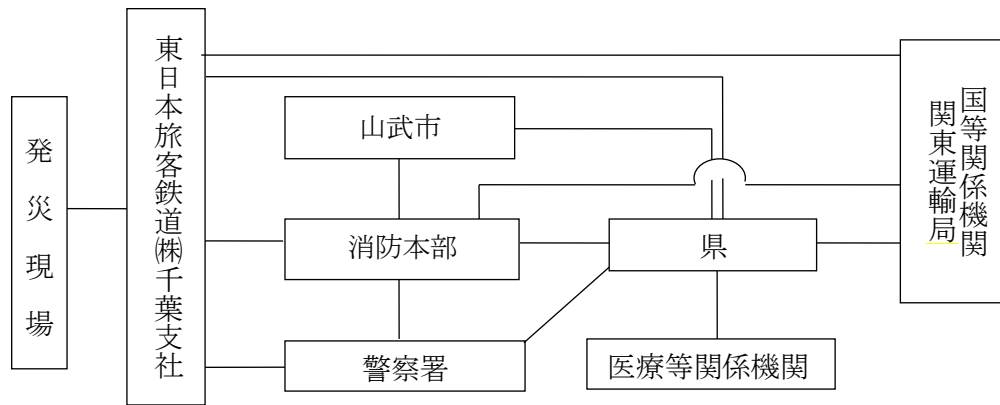 発災現場
東日本旅客鉄道㈱千葉支社
山武市
消防本部
警察署
県
医療等関係機関
国等関係機関
関東運輸局